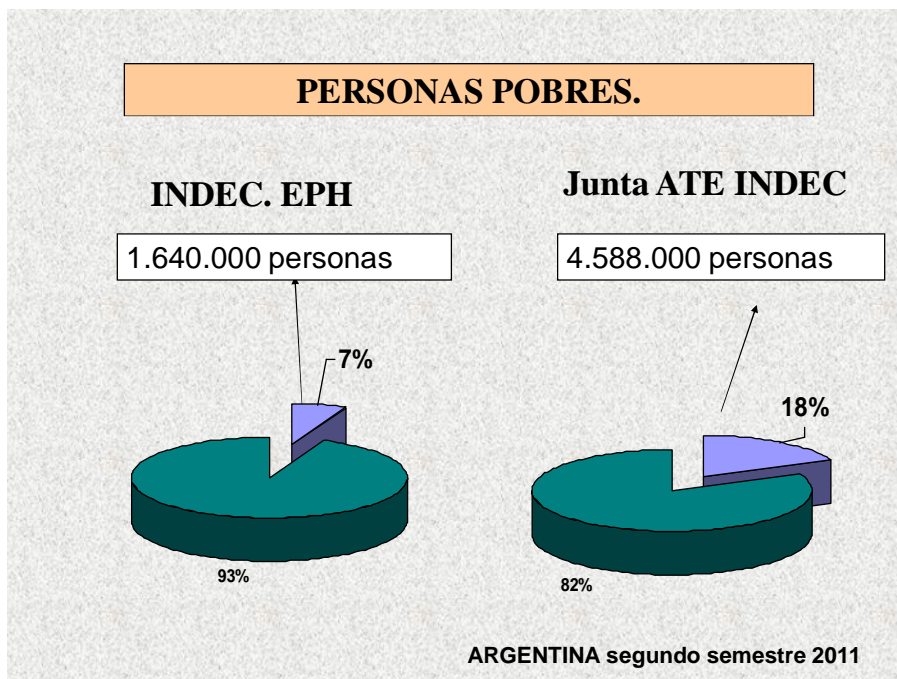 PERSONAS POBRES.
INDEC. EPH
1.640.000 personas
7%
93%
Junta ATE INDEC
4.588.000 personas
18%
82%
ARGENTINA segundo semestre 2011